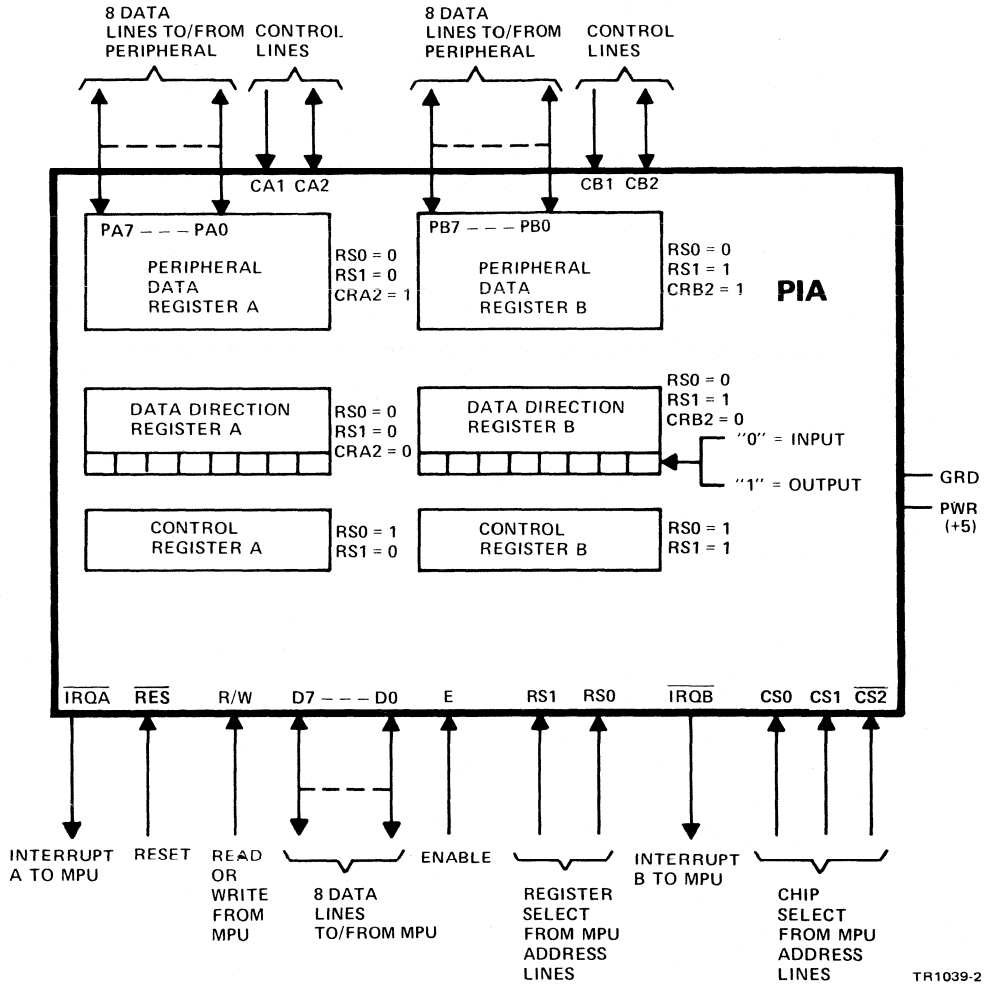 8 DATA
LINES TO/FROM
PERIPHERAL
CONTROL
LINES
8 DATA
LINES TO/FROM
PERIPHERAL
CONTROL
LINES
CA1 CA2
CB1 CB2
PA7 - - - PA0
PERIPHERAL
DATA
REGISTER A
RS0 = 0
RS1 = 0
CRA2 = 1
PB7 - - - PB0
PERIPHERAL
DATA
REGISTER B
RS0 = 0
RS1 = 1
CRB2 = 1
PIA
DATA DIRECTION
REGISTER A
RS0 = 0
RS1 = 0
CRA2 = 0
DATA DIRECTION
REGISTER B
RS0 = 0
RS1 = 1
CRB2 = 0
"0" = INPUT
"1" = OUTPUT
GRD
PWR
(+5)
CONTROL
REGISTER A
RS0 = 1
RS1 = 0
CONTROL
REGISTER B
RS0 = 1
RS1 = 1
I̅R̅Q̅A̅ R̅E̅S̅ R/W D7 - - - D0 E RS1 RS0 I̅R̅Q̅B̅ CS0 CS1 C̅S̅2̅
INTERRUPT
A TO MPU
RESET
READ
OR
WRITE
FROM
MPU
8 DATA
LINES
TO/FROM MPU
ENABLE
REGISTER
SELECT
FROM MPU
ADDRESS
LINES
INTERRUPT
B TO MPU
CHIP
SELECT
FROM MPU
ADDRESS
LINES
TR1039-2